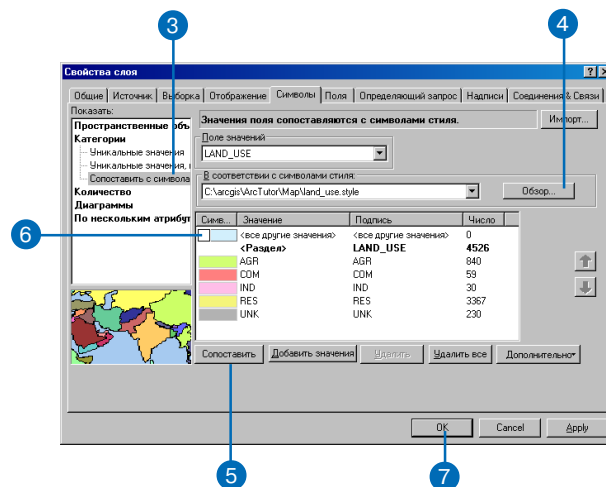 3
4
Свойства слоя
Общие Источник Выборка Отображение Символы Поля Определяющий запрос Надписи Соединения & Связи
Показать:
Пространственные объ
Категории
Уникальные значения
Уникальные значения,
Сопоставить с символа
Количество
Диаграммы
По нескольким атрибут
Значения поля сопоставляются с символами стиля.
Импорт...
Поле значений
LAND_USE
В соответствии с символами стиля:
C:\arcgis\ArcTutor\Map\land_use.style
Обзор...
6
Симв... Значение Подпись Число
<все другие значения> <все другие значения> 0
<Раздел> LAND_USE 4526
AGR AGR 840
COM COM 59
IND IND 30
RES RES 3367
UNK UNK 230
Сопоставить Добавить значения Удалить Удалить все Дополнительно
OK Cancel Apply
5
7